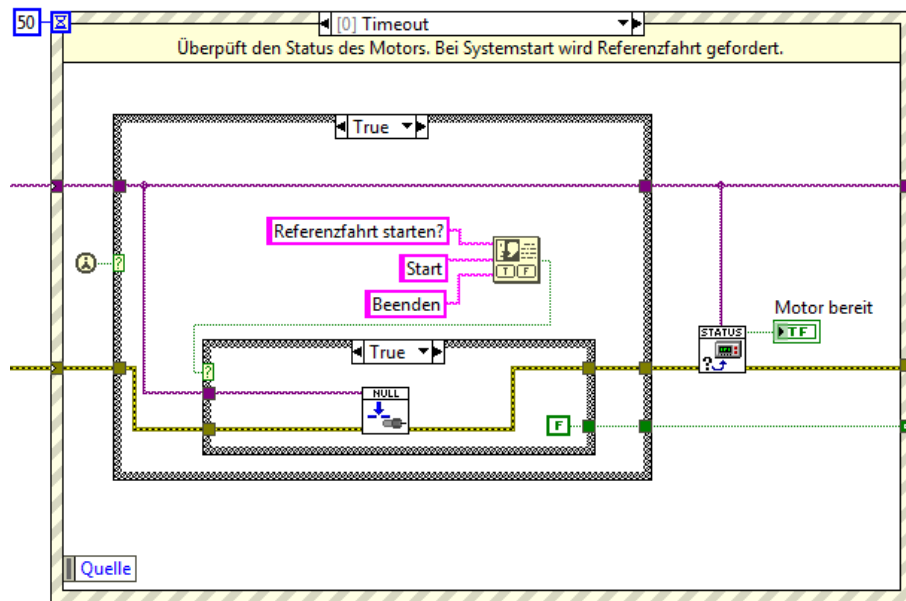 50
[0] Timeout
Überpüft den Status des Motors. Bei Systemstart wird Referenzfahrt gefordert.
True
Referenzfahrt starten?
Start
T F
?
Beenden
Motor bereit
STATUS
TF
?
True
?
NULL
F
Quelle